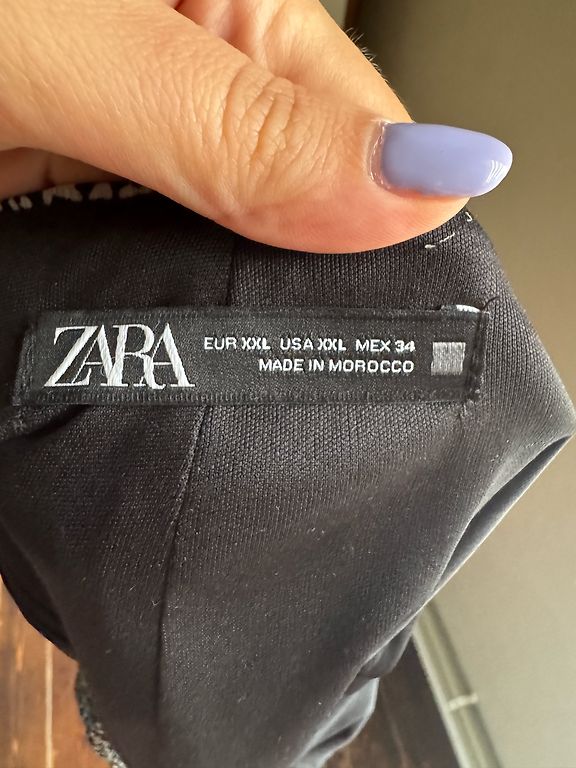 ZARA
EUR XXL USA XXL MEX 34
MADE IN MOROCCO